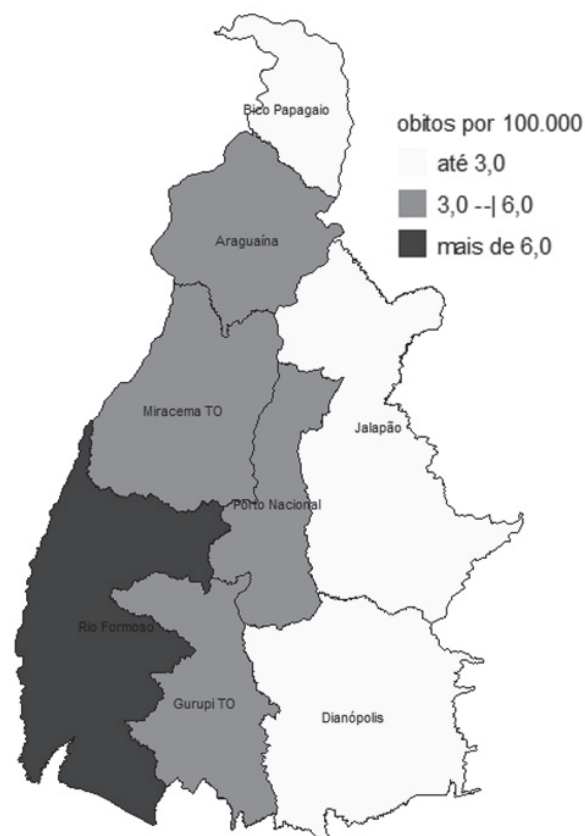 Bico Papagaio
obitos por 100.000
até 3,0
3,0 --| 6,0
mais de 6,0
Araguaína
Miracema TO
Jalapão
Porto Nacional
Rio Formoso
Gurupi TO
Dianópolis